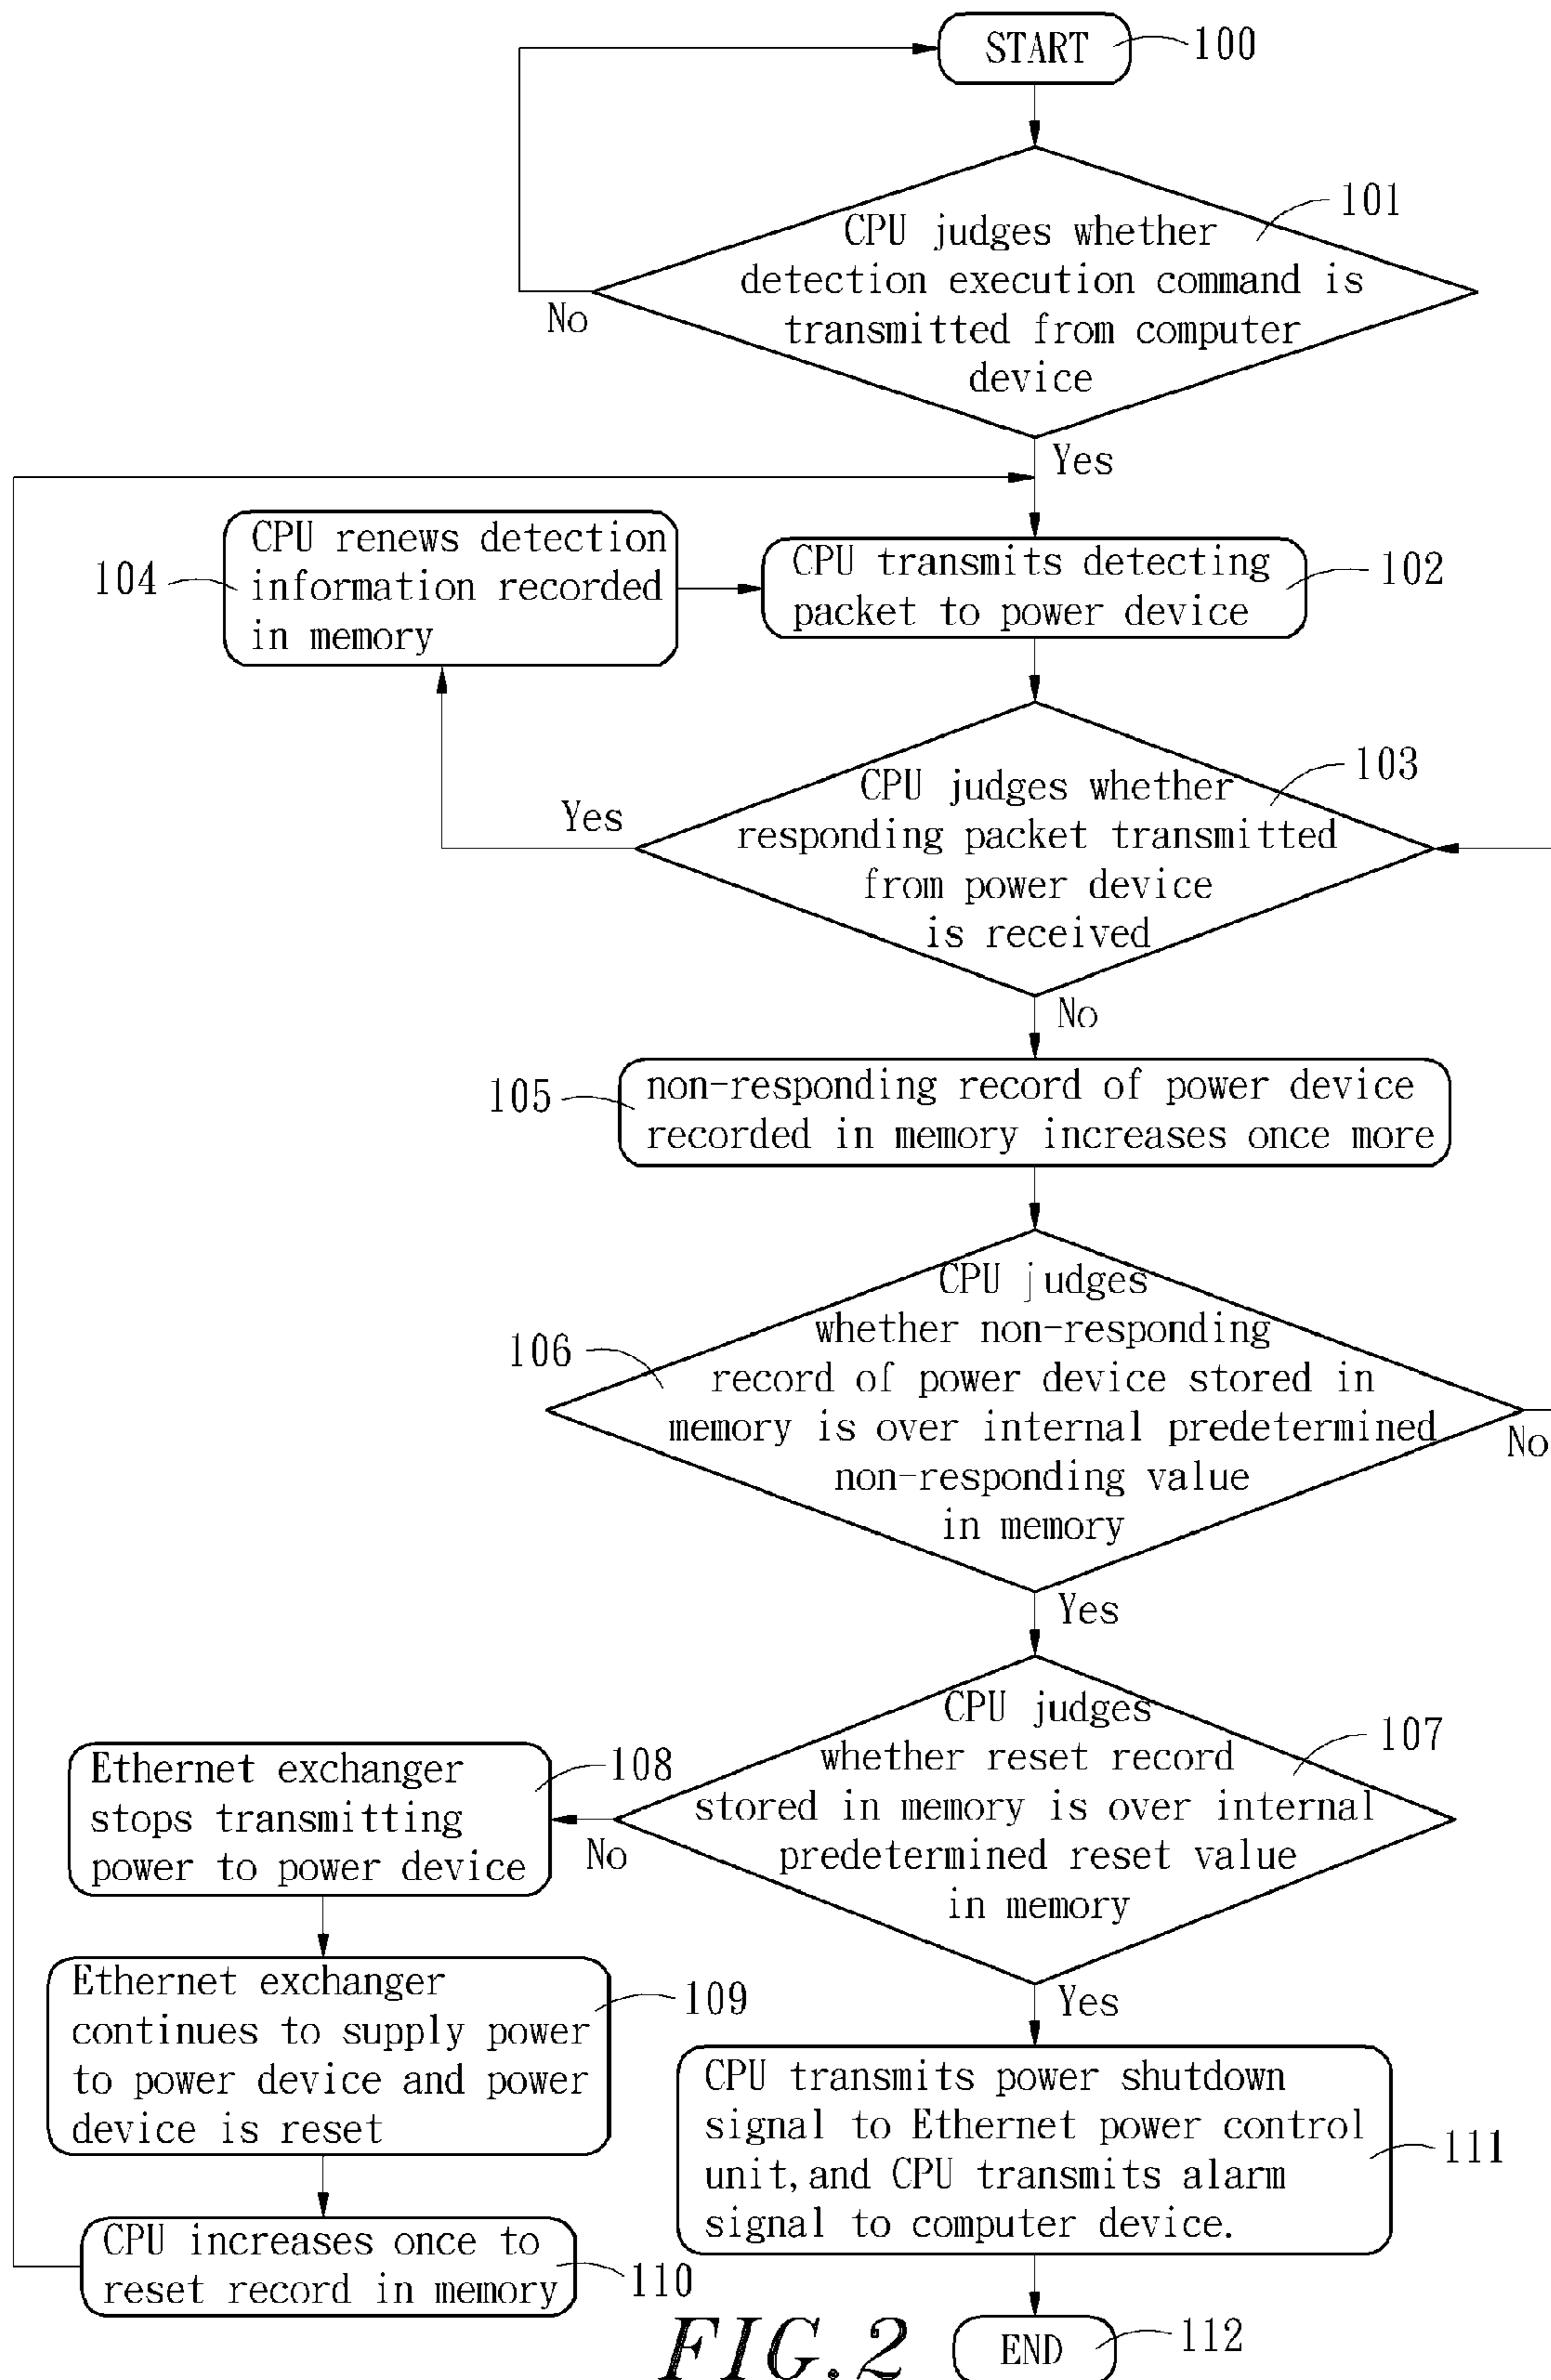 START
100
101
CPU judges whether
detection execution command is
transmitted from computer
device
No
Yes
CPU renews detection
information recorded
in memory
104
CPU transmits detecting
packet to power device
102
103
CPU judges whether
responding packet transmitted
from power device
is received
Yes
No
105
non-responding record of power device
recorded in memory increases once more
CPU judges
whether non-responding
record of power device stored in
memory is over internal predetermined
non-responding value
in memory
106
No
Yes
CPU judges
whether reset record
stored in memory is over internal
predetermined reset value
in memory
107
No
Yes
Ethernet exchanger
stops transmitting
power to power device
108
Ethernet exchanger
continues to supply power
to power device and power
device is reset
109
CPU increases once to
reset record in memory
110
CPU transmits power shutdown
signal to Ethernet power control
unit,and CPU transmits alarm
signal to computer device.
111
END
112
FIG.2